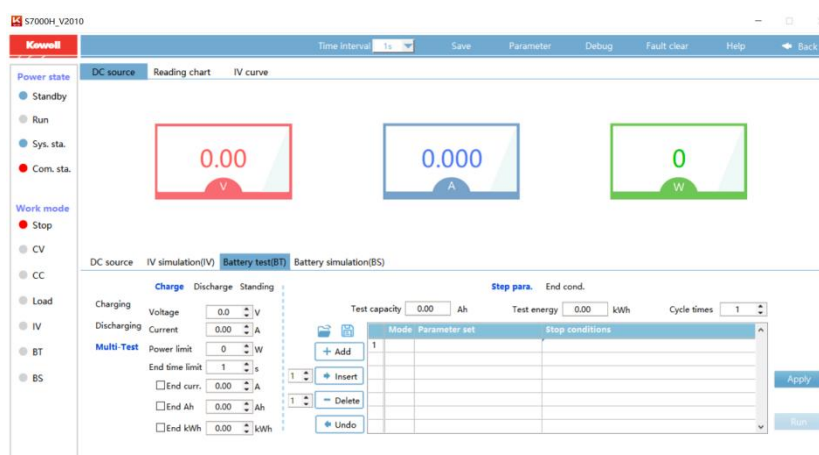 S7000H_V2010
Kewell Time interval 1s Save Parameter Debug Fault clear Help Back
Power state
Standby
Run
Sys. sta.
Com. sta.
Work mode
Stop
CV
CC
Load
IV
BT
BS
DC source Reading chart IV curve
0.00 0.000 0
V A W
DC source IV simulation(IV) Battery test(BT) Battery simulation(BS)
Charge Discharge Standing Step para. End cond.
Charging
Discharging
Multi-Test
Voltage 0.0 V
Current 0.00 A
Power limit 0 W
End time limit 1 s
End curr. 0.00 A
End Ah 0.00 Ah
End kWh 0.00 kWh
Test capacity 0.00 Ah Test energy 0.00 kWh Cycle times 1
Mode Parameter set Stop conditions
1
+ Add
1 Insert
1 Delete
Undo
Apply
Run